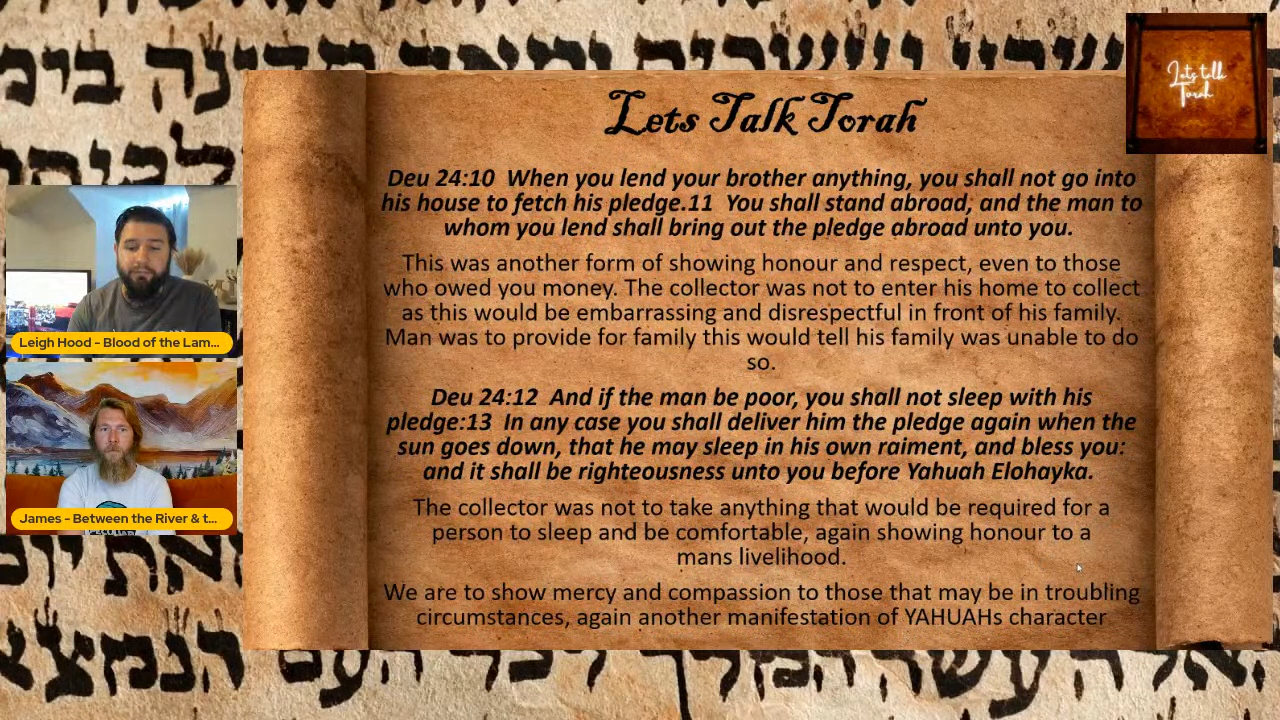 Lets talk
Torah
Lets Talk Torah
Deu 24:10 When you lend your brother anything, you shall not go into
his house to fetch his pledge.11 You shall stand abroad, and the man to
whom you lend shall bring out the pledge abroad unto you.
This was another form of showing honour and respect, even to those
who owed you money. The collector was not to enter his home to collect
as this would be embarrassing and disrespectful in front of his family.
Man was to provide for family this would tell his family was unable to do
so.
Deu 24:12 And if the man be poor, you shall not sleep with his
pledge:13 In any case you shall deliver him the pledge again when the
sun goes down, that he may sleep in his own raiment, and bless you:
and it shall be righteousness unto you before Yahuah Elohayka.
The collector was not to take anything that would be required for a
person to sleep and be comfortable, again showing honour to a
mans livelihood.
We are to show mercy and compassion to those that may be in troubling
circumstances, again another manifestation of YAHUAHs character
Leigh Hood - Blood of the Lam...
James - Between the River & t...